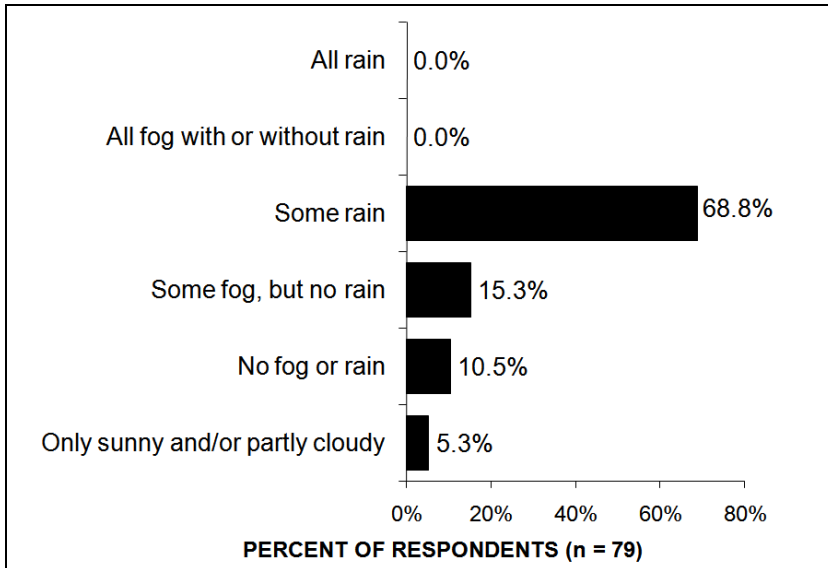 All rain 0.0%
All fog with or without rain 0.0%
Some rain 68.8%
Some fog, but no rain 15.3%
No fog or rain 10.5%
Only sunny and/or partly cloudy 5.3%
0% 20% 40% 60% 80%
PERCENT OF RESPONDENTS (n = 79)